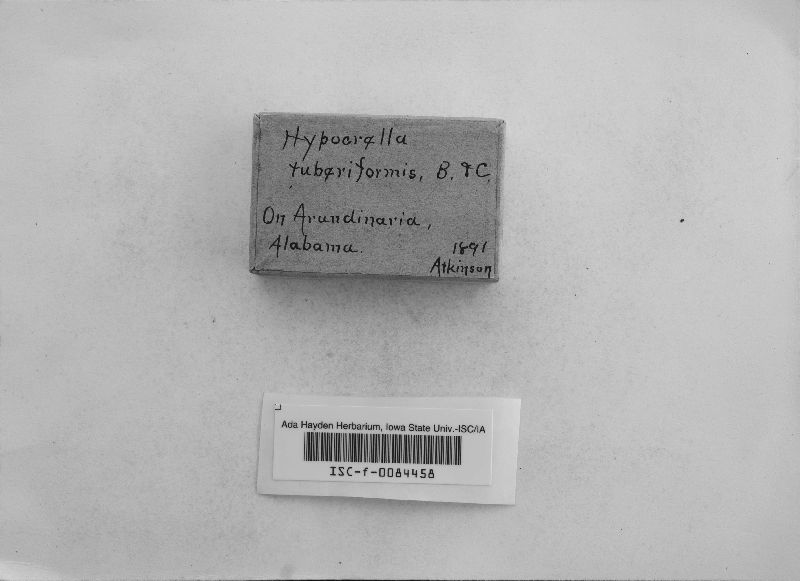 Hypocrella
tuberiformis, B. & C.
On Arundinaria,
Alabama.
1891
Atkinson
Ada Hayden Herbarium, Iowa State Univ.-ISC/IA
ISC-f-0084458